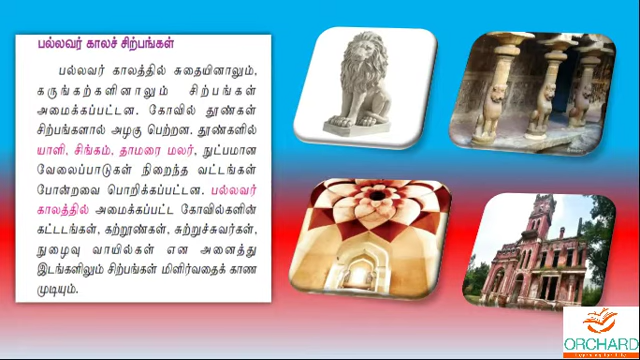 பல்லவர் காலச் சிற்பங்கள்
பல்லவர் காலத்தில் சுதையினாலும்,
கருங்கற்களினாலும் சிற்பங்கள்
அமைக்கப்பட்டன. கோவில் தூண்கள்
சிற்பங்களால் அழகு பெற்றன. தூண்களில்
யாளி, சிங்கம், தாமரை மலர், நுட்பமான
வேலைப்பாடுகள் நிறைந்த வட்டங்கள்
போன்றவை பொறிக்கப்பட்டன. பல்லவர்
காலத்தில் அமைக்கப்பட்ட கோவில்களின்
கட்டடங்கள், கற்றூண்கள், சுற்றுச்சுவர்கள்,
நுழைவு வாயில்கள் என அனைத்து
இடங்களிலும் சிற்பங்கள் மிளிர்வதைக் காண
முடியும்.
ORCHARD